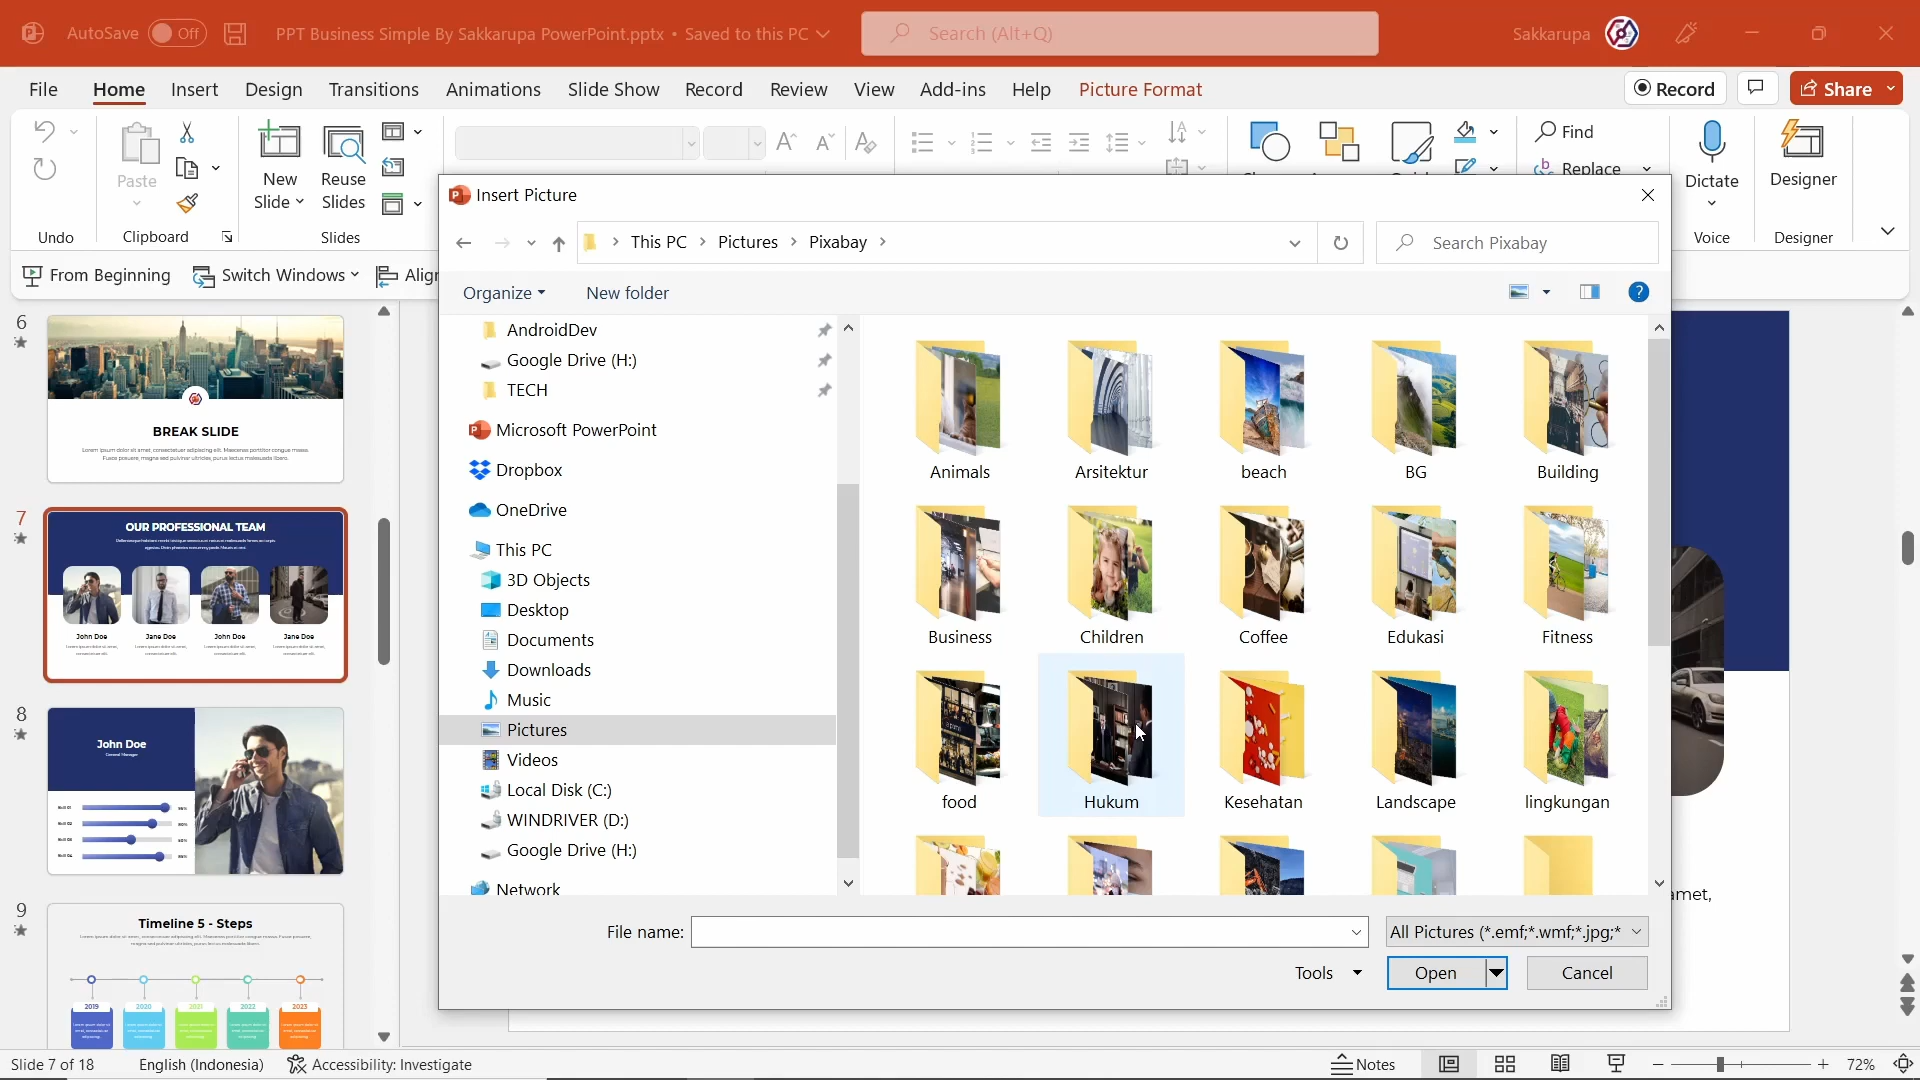 AutoSave Off PPT Business Simple By Sakkarupa PowerPoint.pptx • Saved to this PC Search (Alt+Q) Sakkarupa
File Home Insert Design Transitions Animations Slide Show Record Review View Add-ins Help Picture Format Record Share
Paste New Slide Reuse Slides Find Replace Dictate Designer
Undo Clipboard Slides Voice Designer
From Beginning Switch Windows
Insert Picture
This PC Pictures Pixabay Search Pixabay
Organize New folder
AndroidDev
Google Drive (H:)
TECH
Microsoft PowerPoint
Dropbox
OneDrive
This PC
3D Objects
Desktop
Documents
Downloads
Music
Pictures
Videos
Local Disk (C:)
WINDRIVER (D:)
Google Drive (H:)
Network
Animals Arsitektur beach BG Building
Business Children Coffee Edukasi Fitness
food Hukum Kesehatan Landscape lingkungan
File name: All Pictures (*.emf;*.wmf;*.jpg;*
Tools Open Cancel
6
BREAK SLIDE
7
OUR PROFESSIONAL TEAM
John Doe Jane Doe John Doe Jane Doe
8
John Doe
General Manager
9
Timeline 5 - Steps
2019 2020 2021 2022 2023
amet,
Slide 7 of 18 English (Indonesia) Accessibility: Investigate Notes 72%